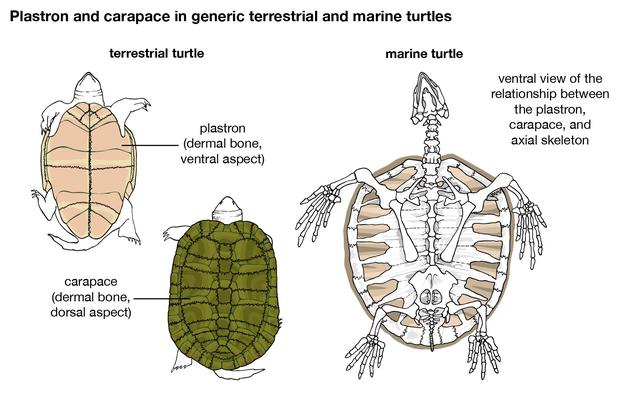 Plastron and carapace in generic terrestrial and marine turtles
terrestrial turtle
marine turtle
ventral view of the
relationship between
the plastron,
carapace, and
axial skeleton
plastron
(dermal bone,
ventral aspect)
carapace
(dermal bone,
dorsal aspect)